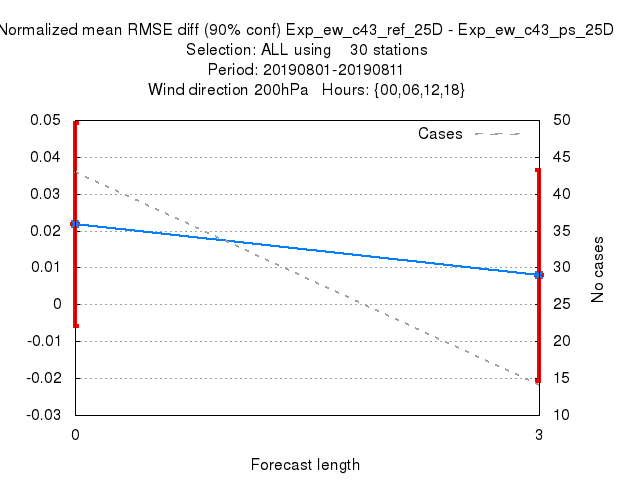 Normalized mean RMSE diff (90% conf) Exp_ew_c43_ref_25D - Exp_ew_c43_ps_25D
Selection: ALL using 30 stations
Period: 20190801-20190811
Wind direction 200hPa Hours: {00,06,12,18}
Cases
0.05
0.04
0.03
0.02
0.01
0
-0.01
-0.02
-0.03
50
45
40
35
30
25
20
15
10
No cases
0
3
Forecast length